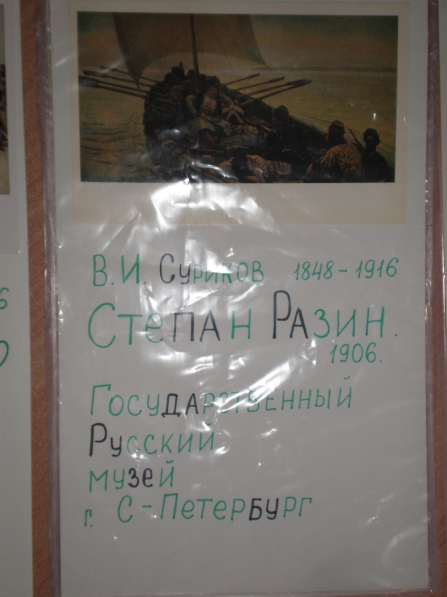 В.И. Суриков 1848-1916
Степан Разин.
1906.
Государственный
Русский
музей
г. С-Петербург